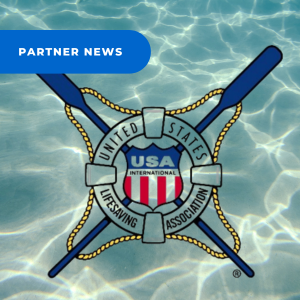 PARTNER NEWS
UNITED STATES
USA
INTERNATIONAL
LIFESAVING ASSOCIATION
®